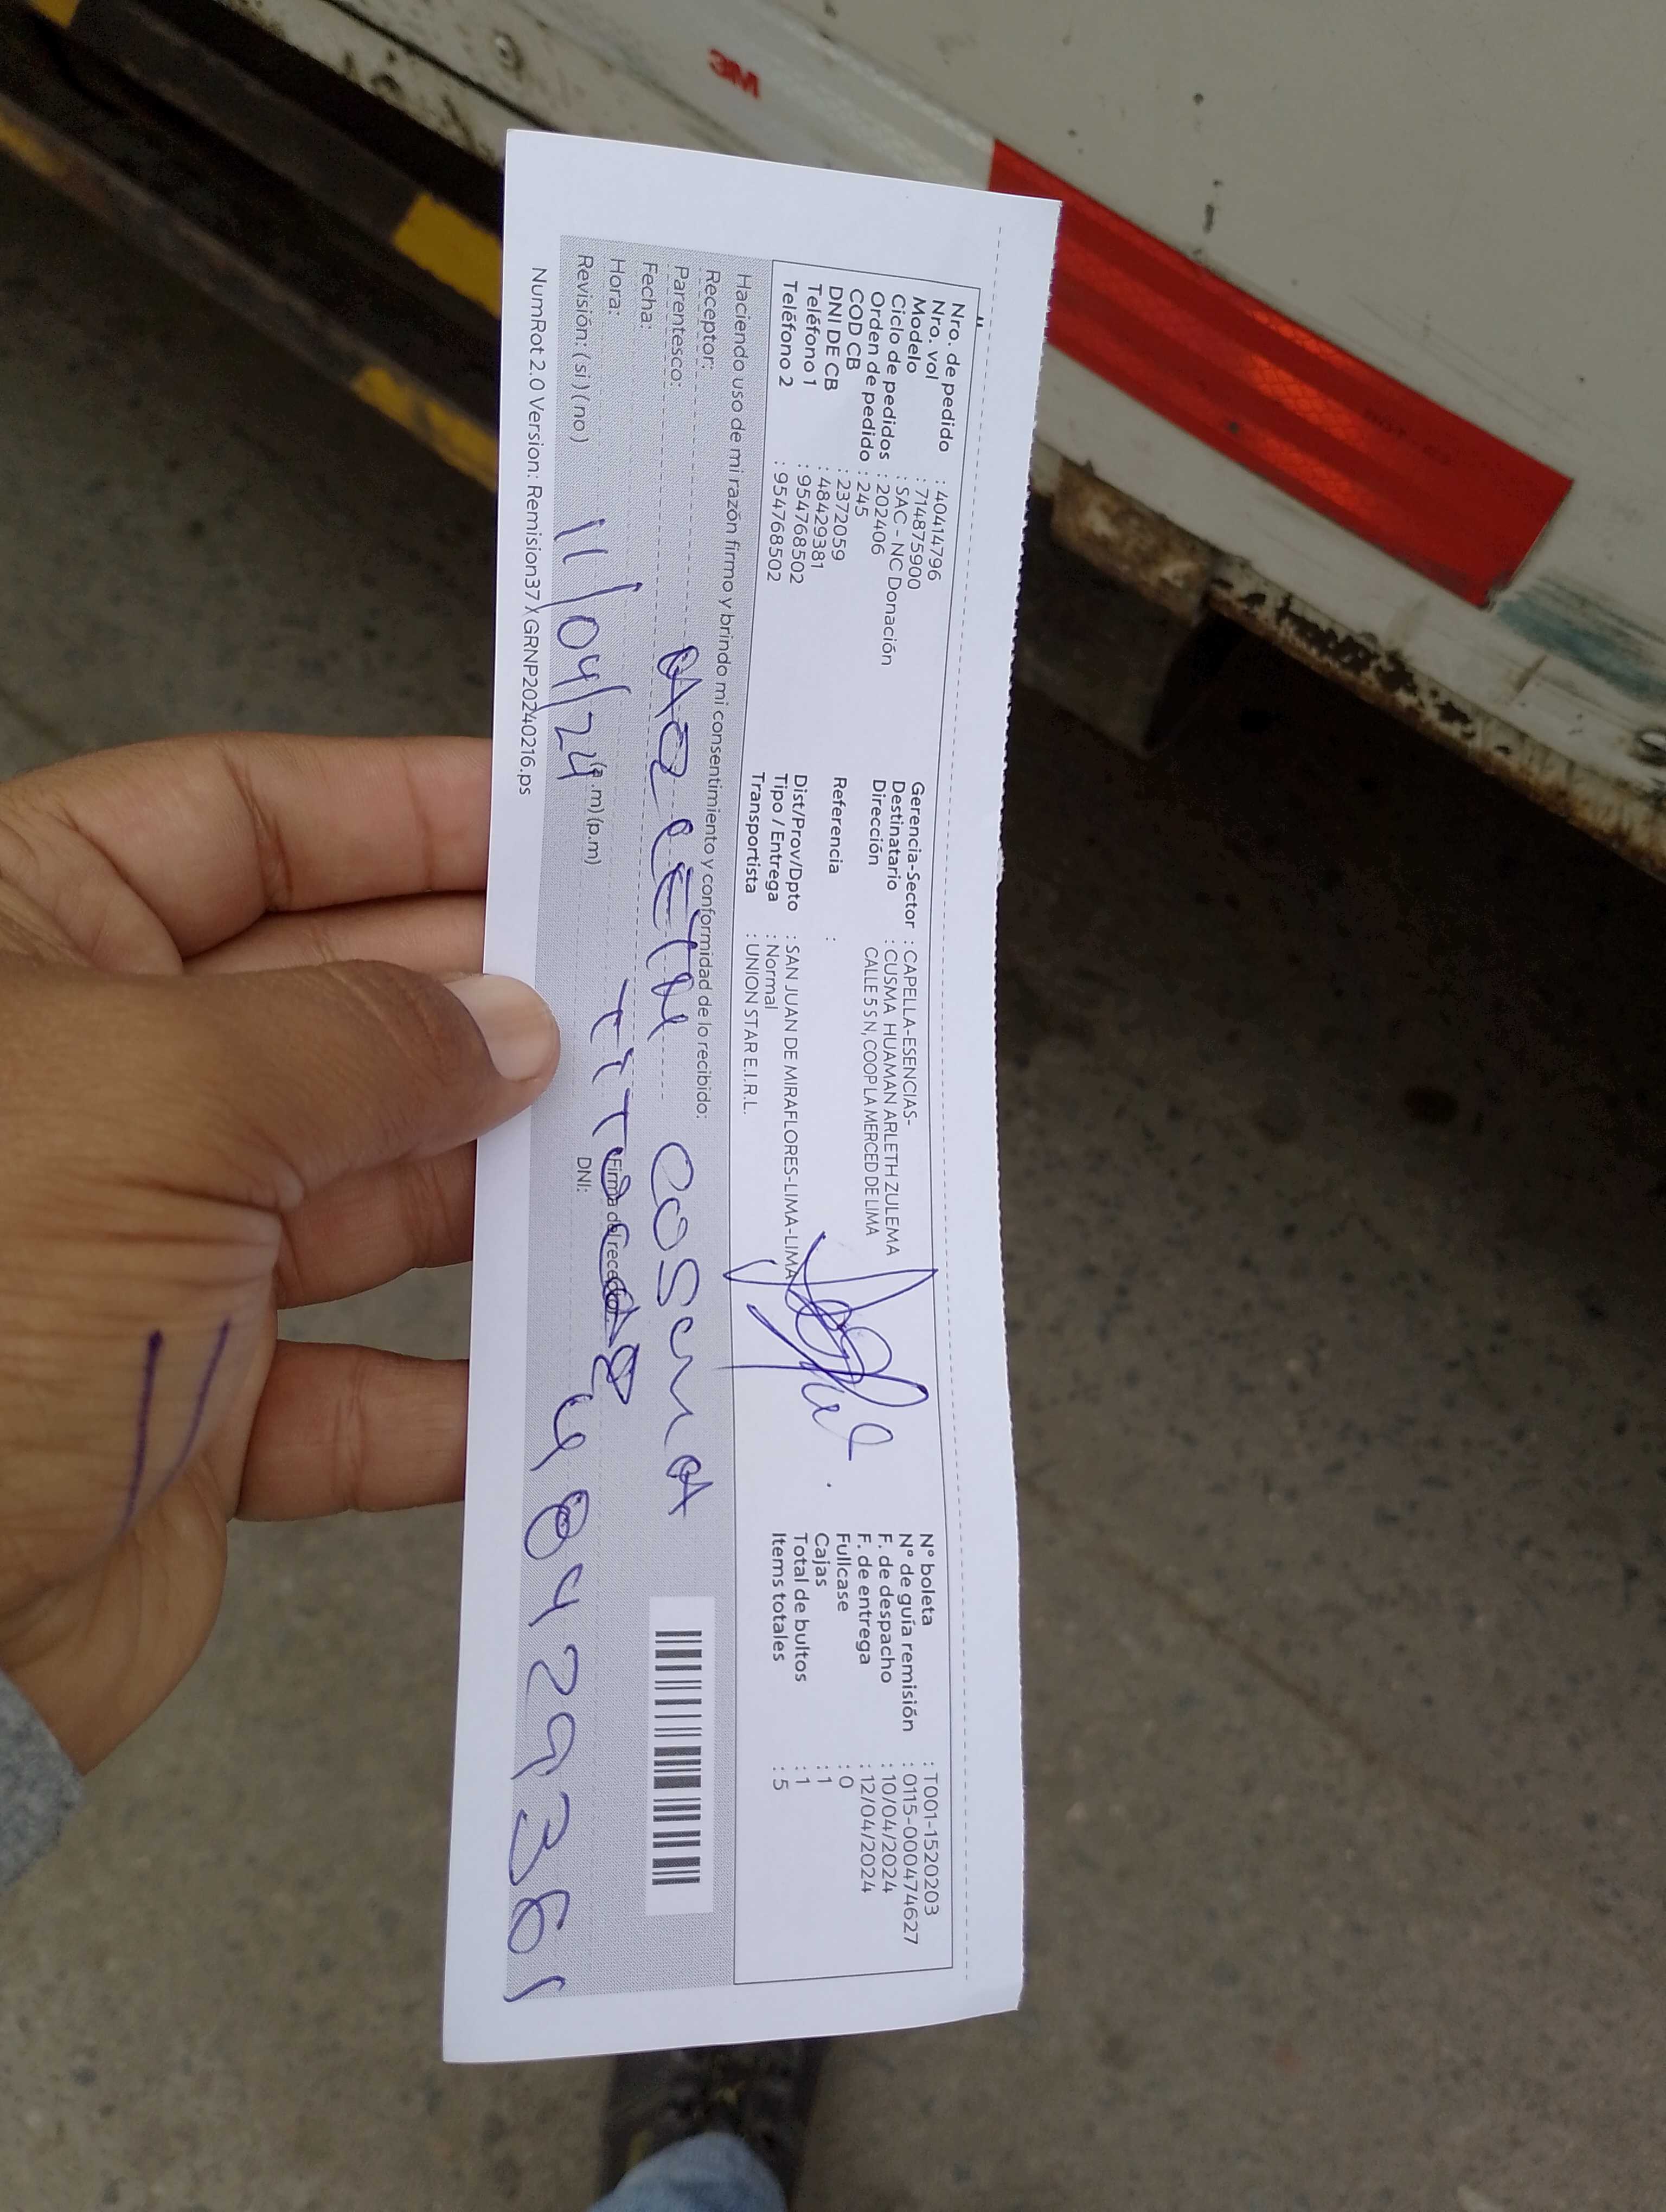 3M
Nro. de pedido : 40414796
Nro. vol : 714875900
Modelo : SAC - NC Donación
Ciclo de pedidos : 202406
Orden de pedido : 245
COD CB : 2372059
DNI DE CB : 48429381
Teléfono 1 : 954768502
Teléfono 2 : 954768502
Gerencia-Sector : CAPELLA-ESENCIAS-
Destinatario : CUSMA HUAMAN ARLETH ZULEMA
Dirección CALLE 5 S N, COOP LA MERCED DE LIMA
Referencia :
Dist/Prov/Dpto : SAN JUAN DE MIRAFLORES-LIMA-LIMA
Tipo / Entrega : Normal
Transportista : UNION STAR E.I.R.L.
N° boleta : T001-1520203
N° de guía remisión : 0115-000474627
F. de despacho : 10/04/2024
F. de entrega : 12/04/2024
Fullcase : 0
Cajas : 1
Total de bultos : 1
Items totales : 5
Haciendo uso de mi razón firmo y brindo mi consentimiento y conformidad de lo recibido:
Receptor:
Parentesco:
Fecha:
Hora: (a.m) (p.m) Firma del receptor
Revisión: (si) (no) DNI:
11/04/24
NumRot 2.0 Version: Remision37 X GRNP20240216.ps